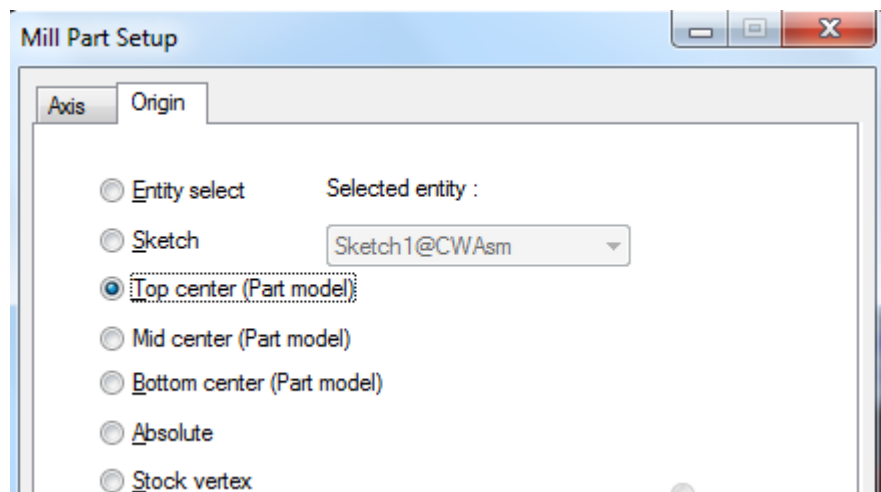 Mill Part Setup
Axis Origin
Entity select Selected entity :
Sketch Sketch1@CWAsm
Top center (Part model)
Mid center (Part model)
Bottom center (Part model)
Absolute
Stock vertex